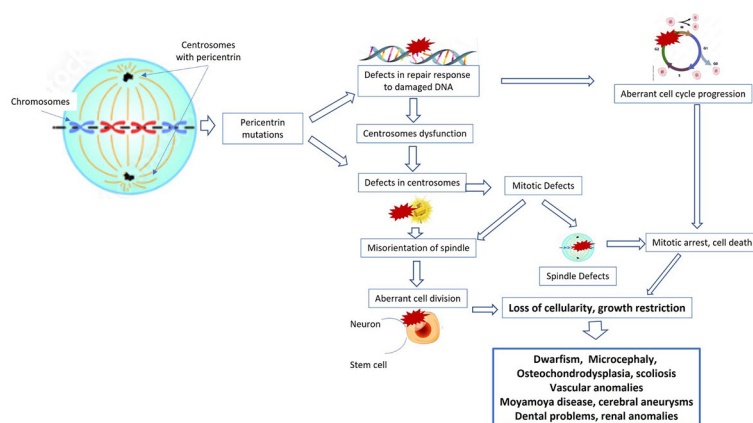 Centrosomes
with pericentrin
Chromosomes
Pericentrin
mutations
Defects in repair response
to damaged DNA
Aberrant cell cycle progression
M
G2
G1
G0
S
Centrosomes dysfunction
Defects in centrosomes
Mitotic Defects
Misorientation of spindle
Mitotic arrest, cell death
Spindle Defects
Aberrant cell division
Loss of cellularity, growth restriction
Neuron
Stem cell
Dwarfism, Microcephaly,
Osteochondrodysplasia, scoliosis
Vascular anomalies
Moyamoya disease, cerebral aneurysms
Dental problems, renal anomalies